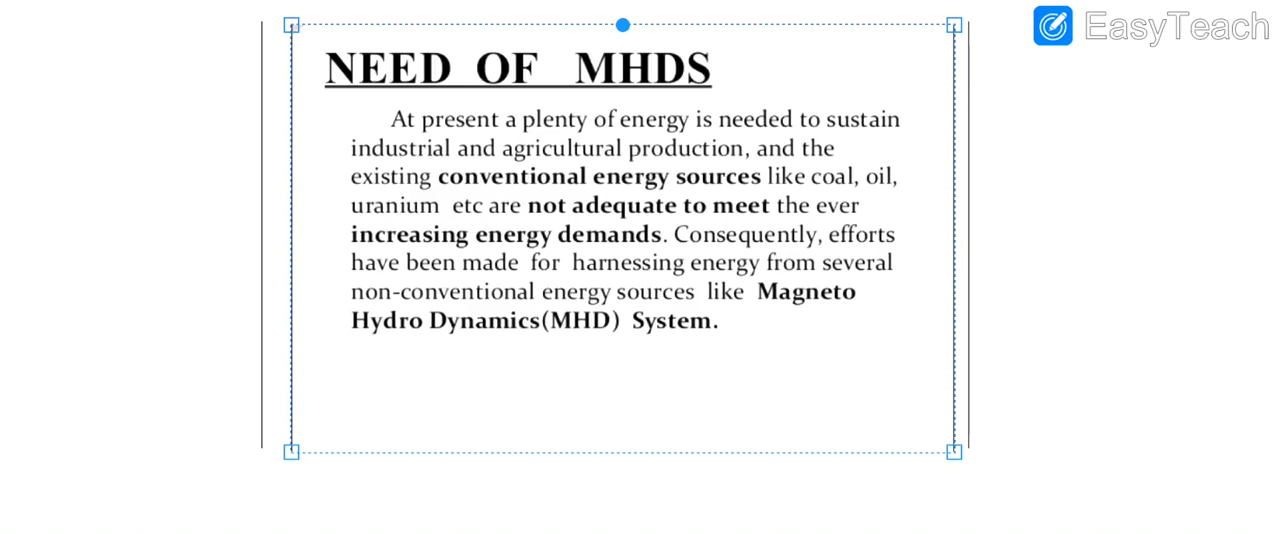 EasyTeach
NEED OF MHDS
At present a plenty of energy is needed to sustain
industrial and agricultural production, and the
existing conventional energy sources like coal, oil,
uranium etc are not adequate to meet the ever
increasing energy demands. Consequently, efforts
have been made for harnessing energy from several
non-conventional energy sources like Magneto
Hydro Dynamics(MHD) System.